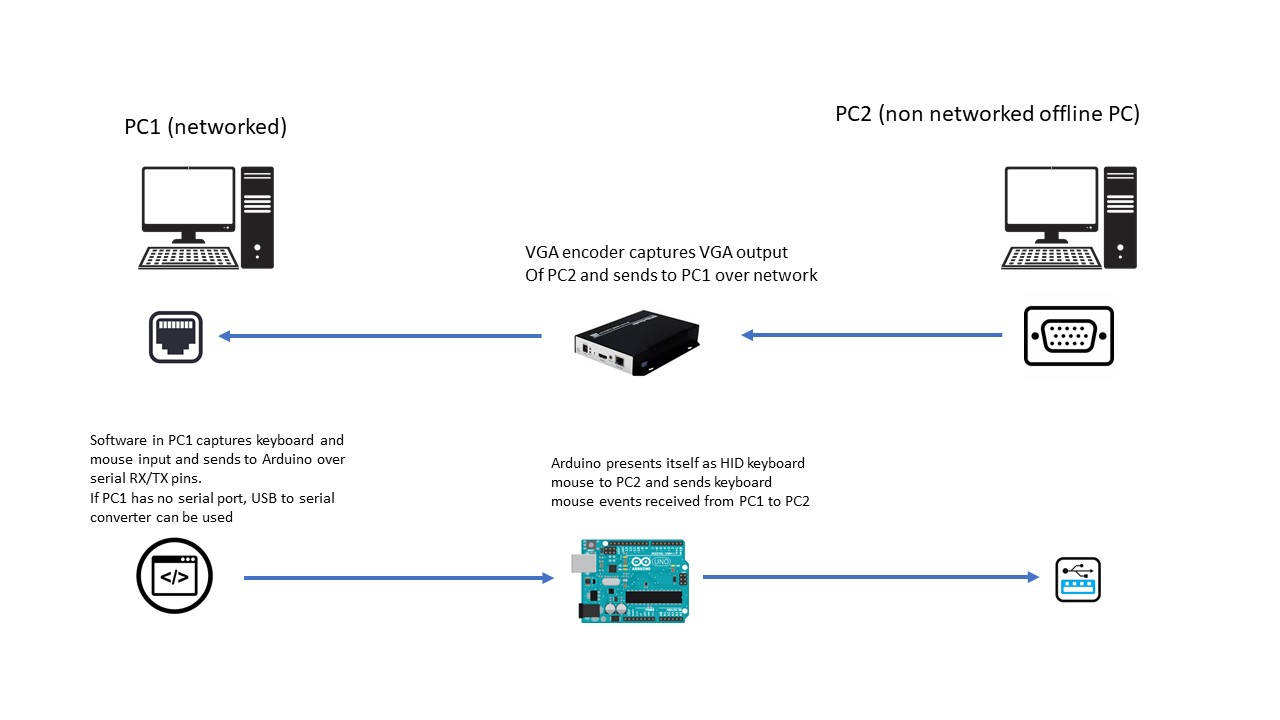 PC1 (networked)
PC2 (non networked offline PC)
VGA encoder captures VGA output
Of PC2 and sends to PC1 over network
Software in PC1 captures keyboard and
mouse input and sends to Arduino over
serial RX/TX pins.
If PC1 has no serial port, USB to serial
converter can be used
Arduino presents itself as HID keyboard
mouse to PC2 and sends keyboard
mouse events received from PC1 to PC2
</>
UNO
ARDUINO